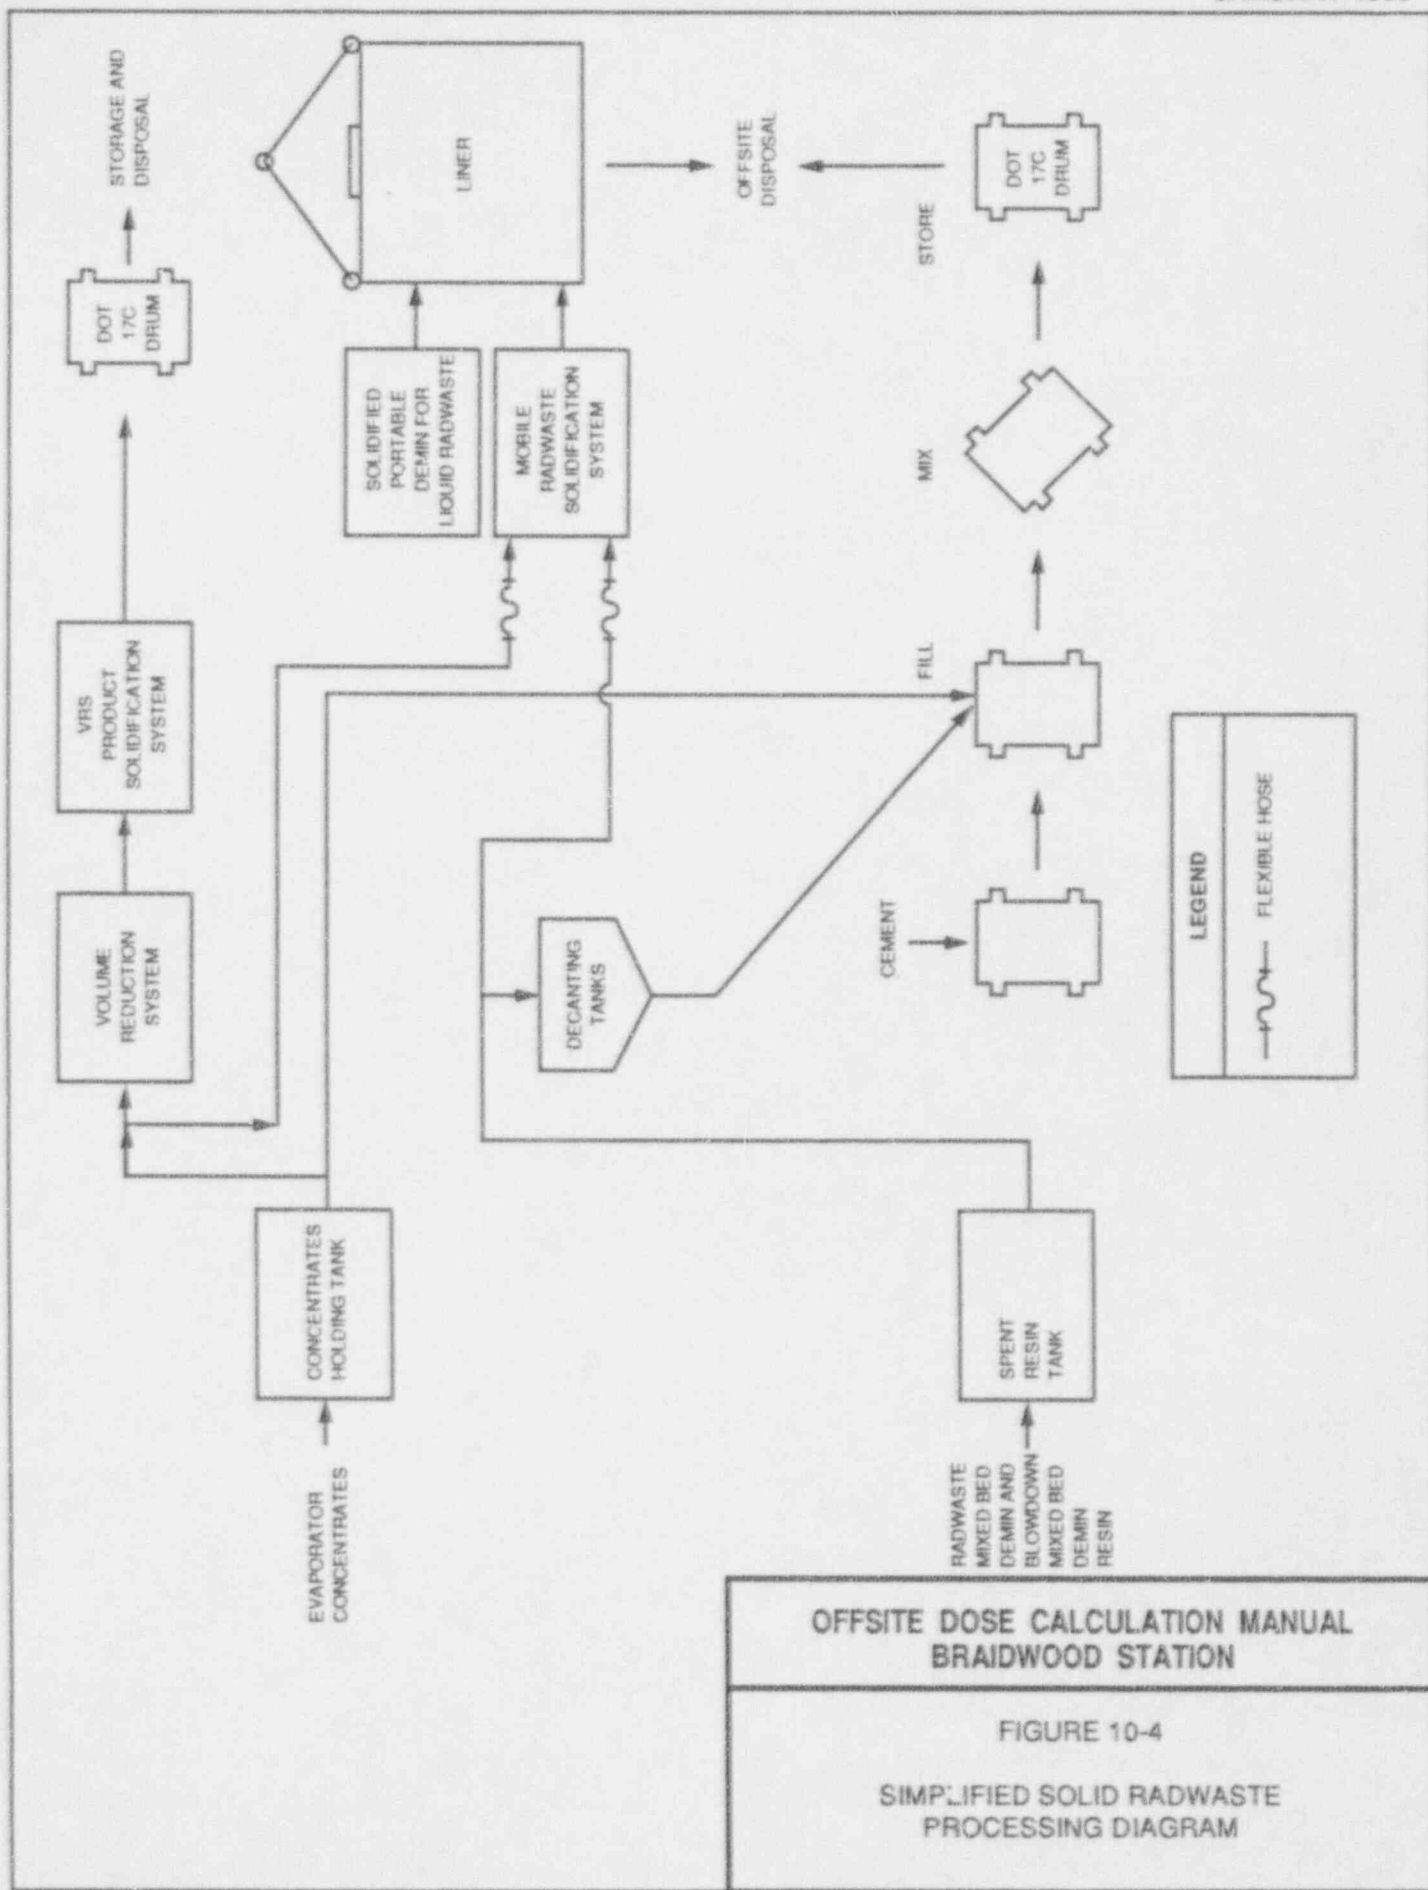 STORAGE AND
DISPOSAL
DOT
17C
DRUM
VRS
PRODUCT
SOLIDIFICATION
SYSTEM
VOLUME
REDUCTION
SYSTEM
LINER
SOLIDIFIED
PORTABLE
DEMIN FOR
LIQUID RADWASTE
MOBILE
RADWASTE
SOLIDIFICATION
SYSTEM
OFFSITE
DISPOSAL
DOT
17C
DRUM
STORE
MIX
FILL
CEMENT
DECANTING
TANKS
CONCENTRATES
HOLDING TANK
EVAPORATOR
CONCENTRATES
SPENT
RESIN
TANK
RADWASTE
MIXED BED
DEMIN AND
BLOWDOWN
MIXED BED
DEMIN
RESIN
LEGEND
FLEXIBLE HOSE
OFFSITE DOSE CALCULATION MANUAL
BRAIDWOOD STATION
FIGURE 10-4
SIMPLIFIED SOLID RADWASTE
PROCESSING DIAGRAM